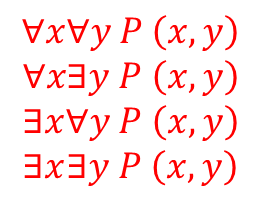 ∀x∀y P (x, y)
∀x∃y P (x, y)
∃x∀y P (x, y)
∃x∃y P (x, y)